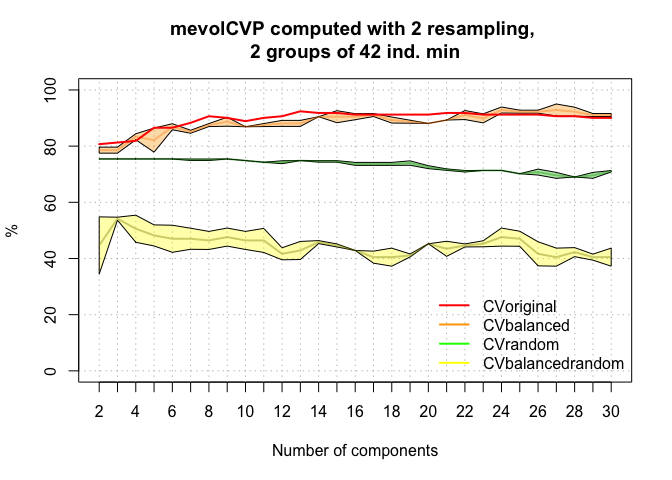 mevolCVP computed with 2 resampling,
2 groups of 42 ind. min
100
80
60
40
20
0
%
2 4 6 8 10 12 14 16 18 20 22 24 26 28 30
Number of components
CVoriginal
CVbalanced
CVrandom
CVbalancedrandom